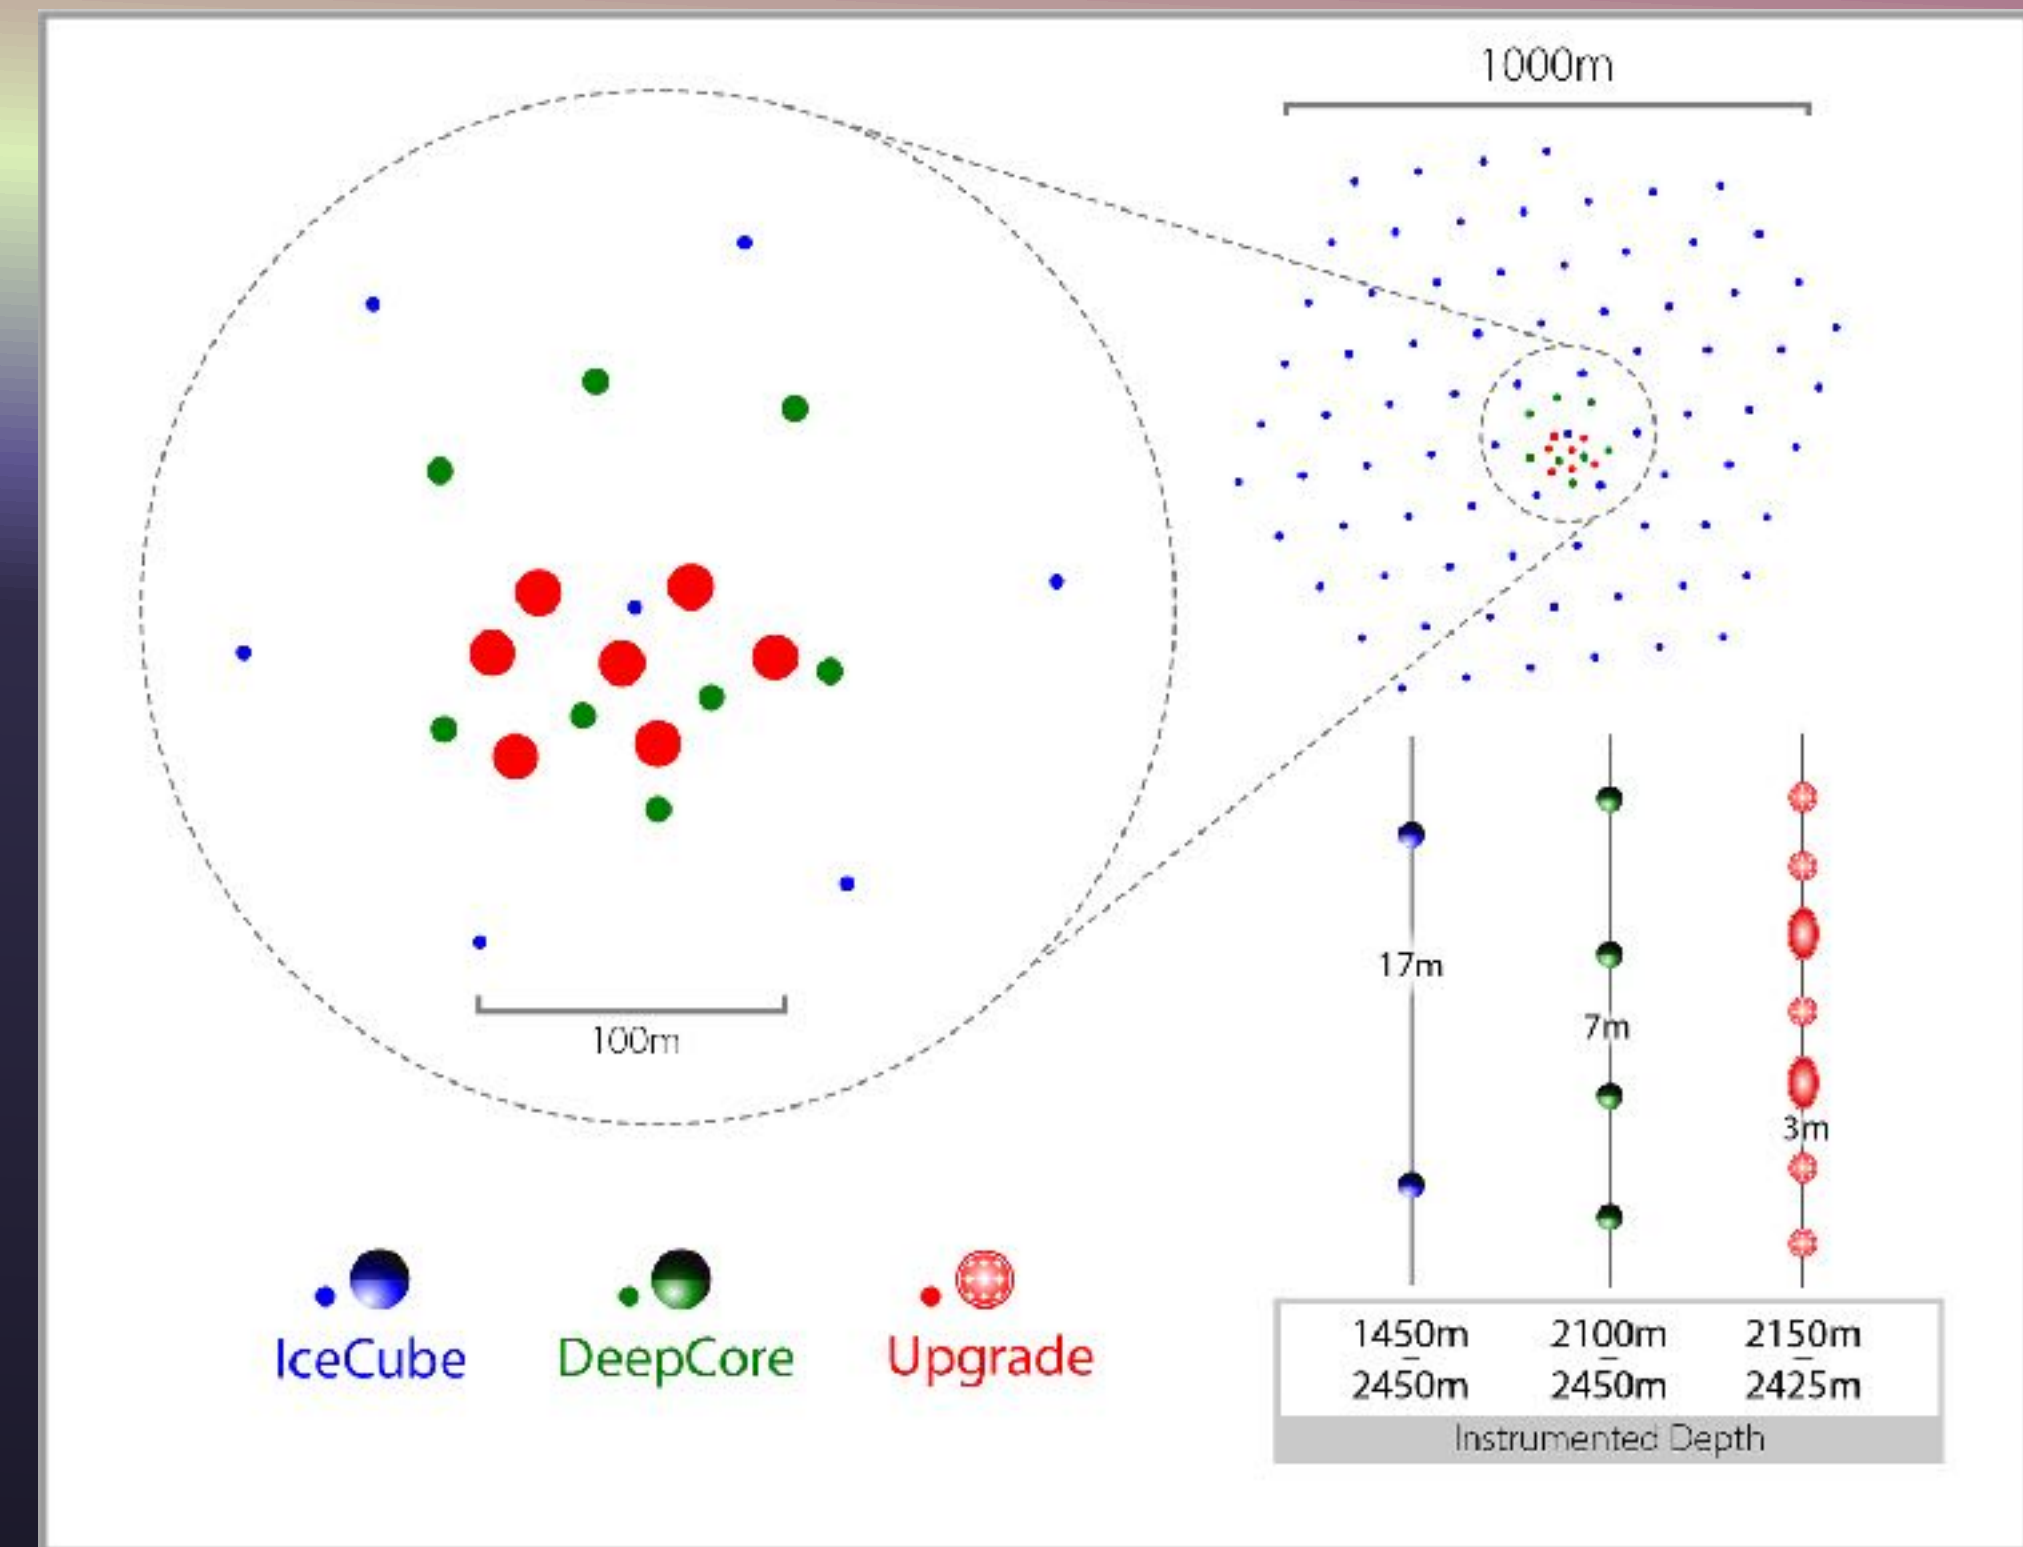 1000m
100m
17m
7m
3m
IceCube
DeepCore
Upgrade
1450m 2100m 2150m
– – –
2450m 2450m 2425m
Instrumented Depth